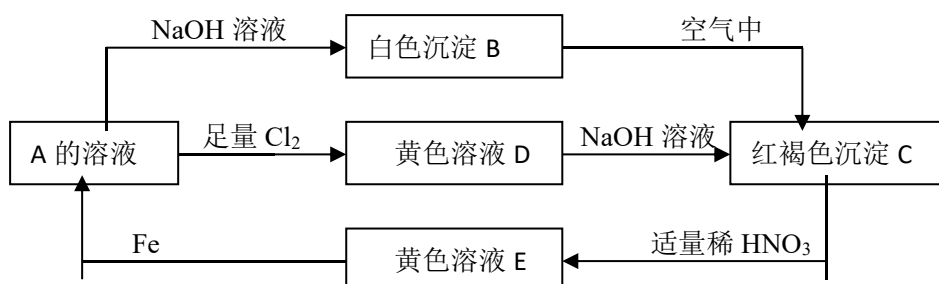 NaOH 溶液
白色沉淀 B
空气中
A 的溶液
足量 Cl₂
黄色溶液 D
NaOH 溶液
红褐色沉淀 C
Fe
黄色溶液 E
适量稀 HNO₃